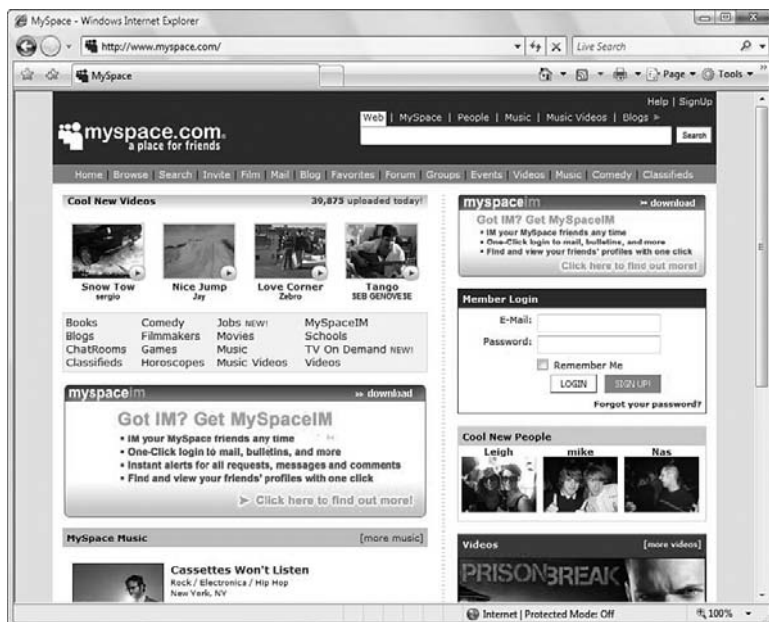 MySpace - Windows Internet Explorer
http://www.myspace.com/
Live Search
MySpace
Page
Tools
Help | SignUp
Web | MySpace | People | Music | Music Videos | Blogs
myspace.com
a place for friends
Search
Home | Browse | Search | Invite | Film | Mail | Blog | Favorites | Forum | Groups | Events | Videos | Music | Comedy | Classifieds
Cool New Videos 39,875 uploaded today!
Snow Tow Nice Jump Love Corner Tango
sergio Jay Zebro SEB GENOVESE
Books Comedy Jobs NEW! MySpaceIM
Blogs Filmmakers Movies Schools
ChatRooms Games Music TV On Demand NEW!
Classifieds Horoscopes Music Videos Videos
myspaceim download
Got IM? Get MySpaceIM
• IM your MySpace friends any time
• One-Click login to mail, bulletins, and more
• Instant alerts for all requests, messages and comments
• Find and view your friends' profiles with one click
Click here to find out more!
MySpace Music [more music]
Cassettes Won't Listen
Rock / Electronica / Hip Hop
New York, NY
myspaceim download
Got IM? Get MySpaceIM
• IM your MySpace friends any time
• One-Click login to mail, bulletins, and more
• Find and view your friends' profiles with one click
Click here to find out more!
Member Login
E-Mail:
Password:
Remember Me
LOGIN SIGN UP!
Forgot your password?
Cool New People
Leigh mike Nas
Videos [more videos]
PRISON BREAK
Internet | Protected Mode: Off 100%